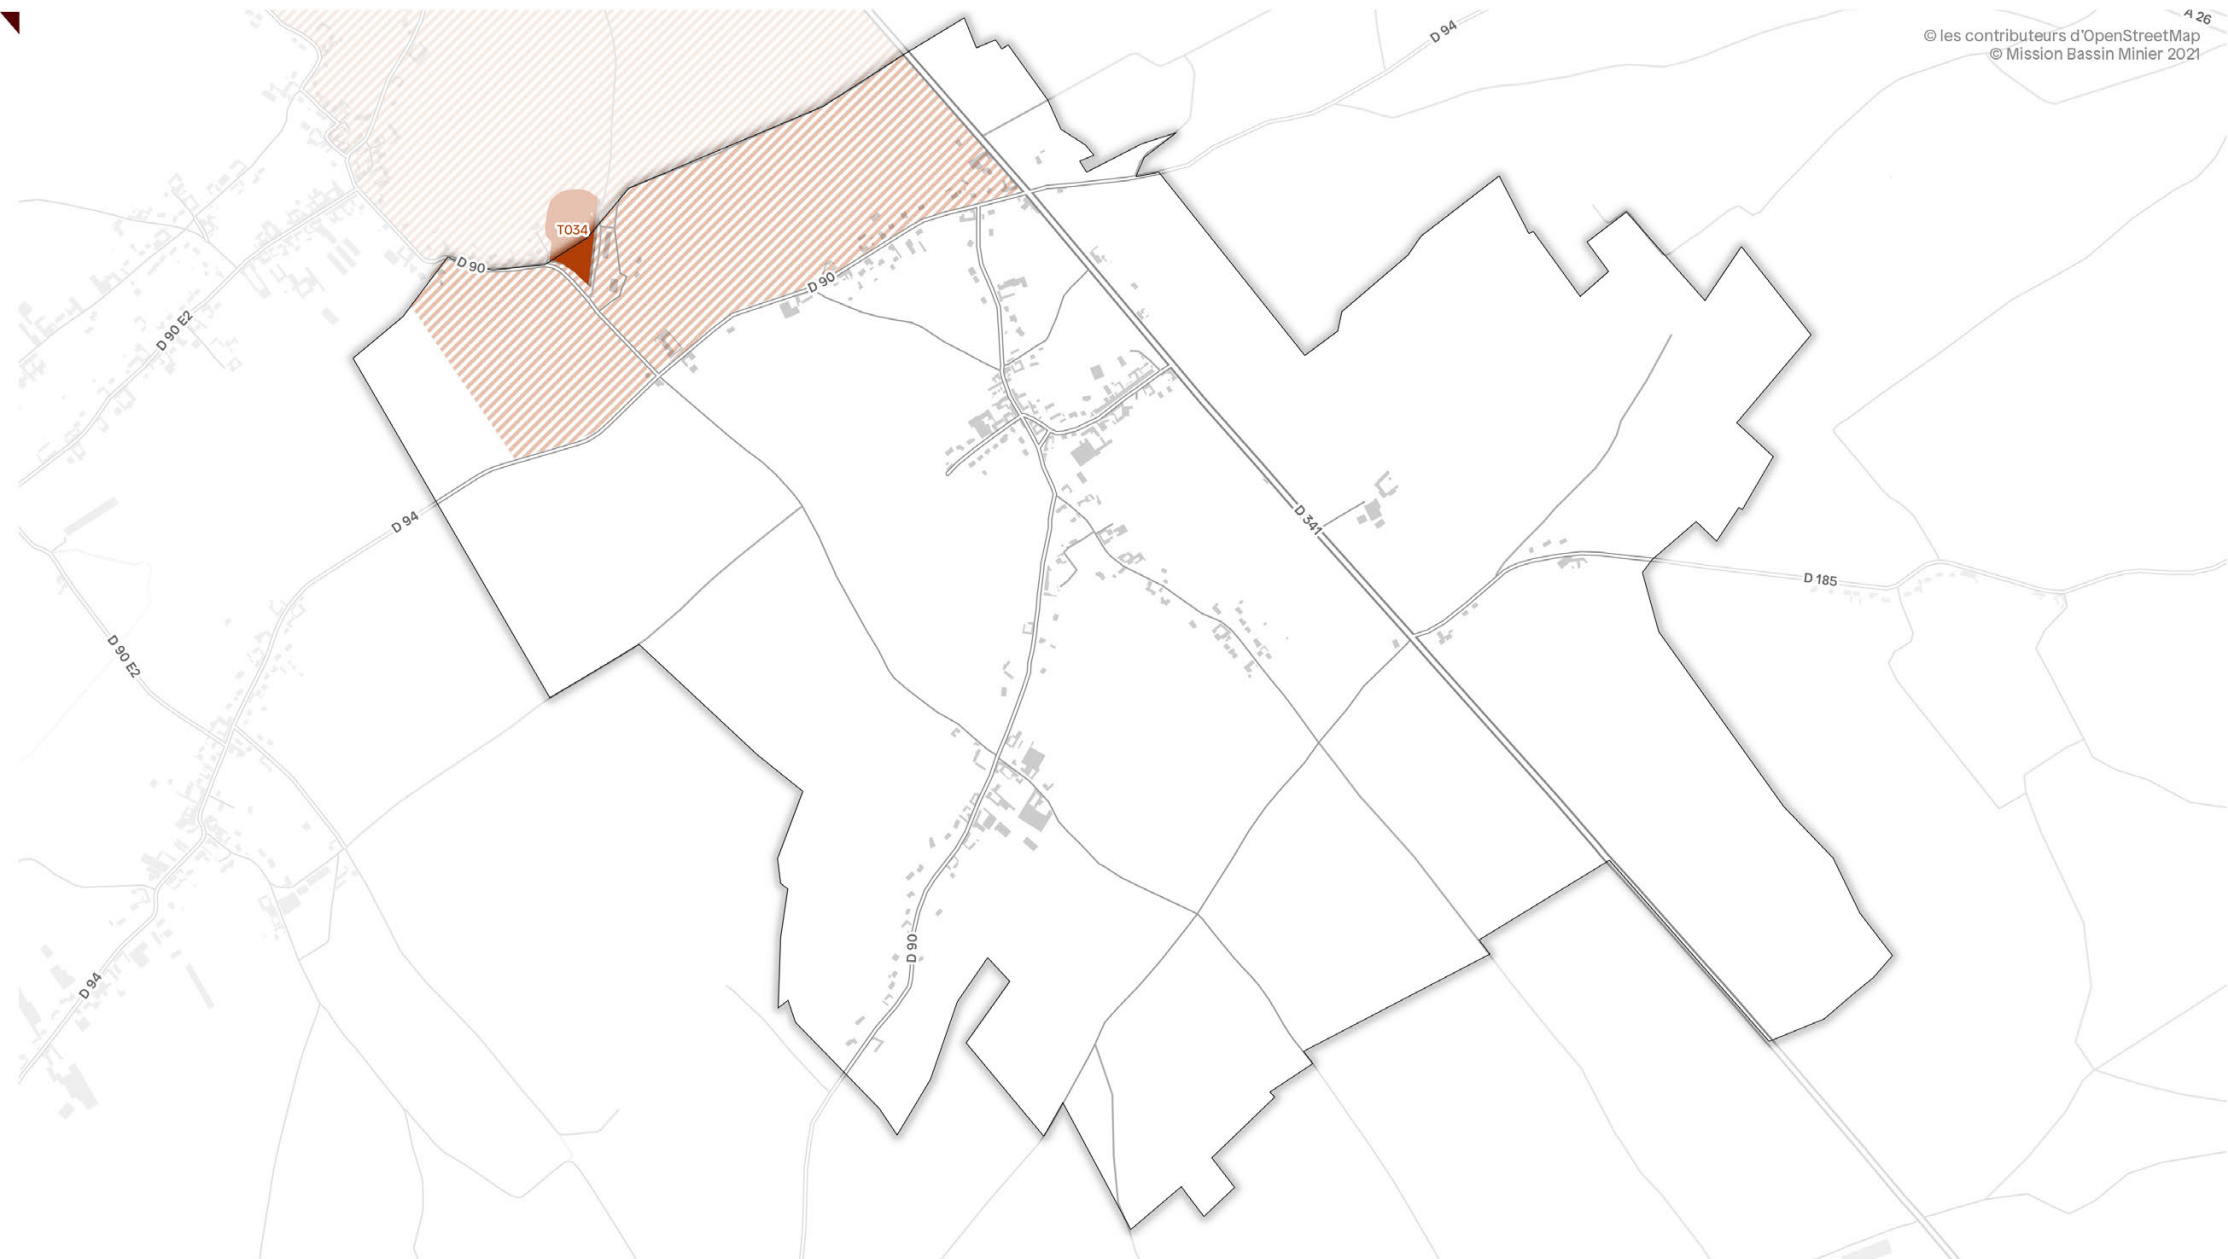 A 26
© les contributeurs d'OpenStreetMap
© Mission Bassin Minier 2021
D 94
T034
D 90
D 90
D 90 E2
D 94
D 341
D 185
D 90 E2
D 90
D 94